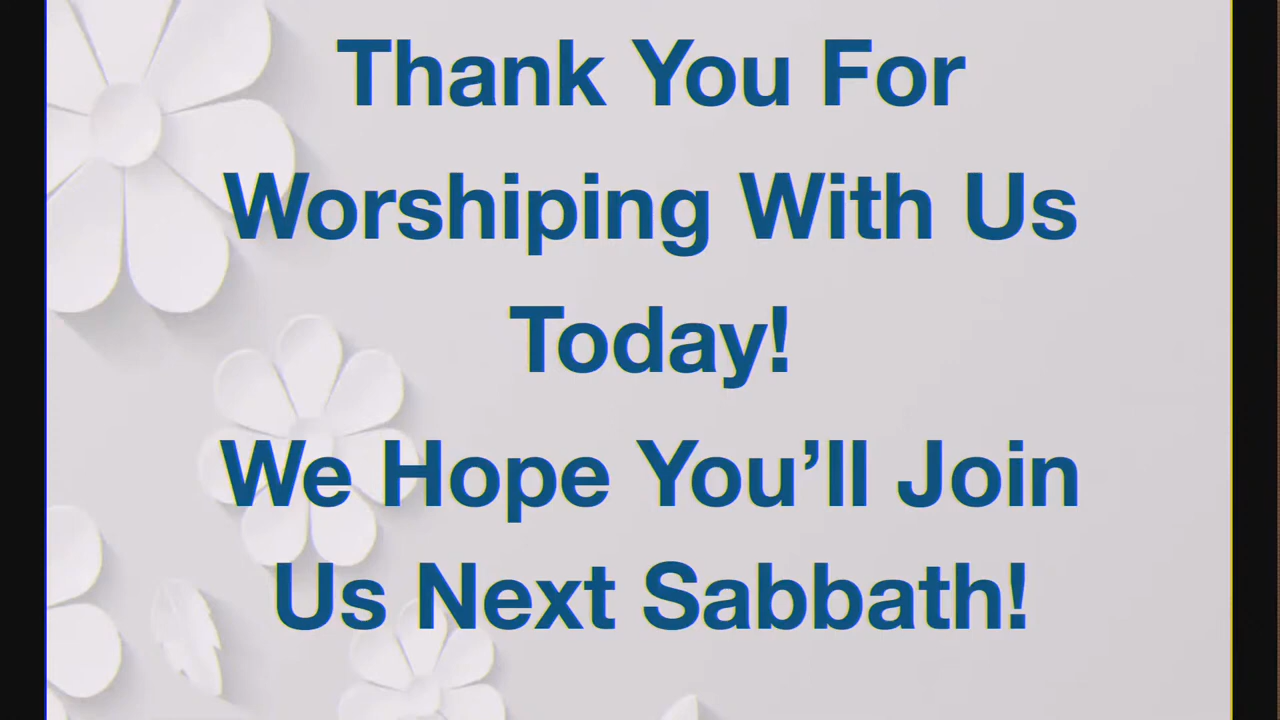 Thank You For
Worshiping With Us
Today!
We Hope You’ll Join
Us Next Sabbath!